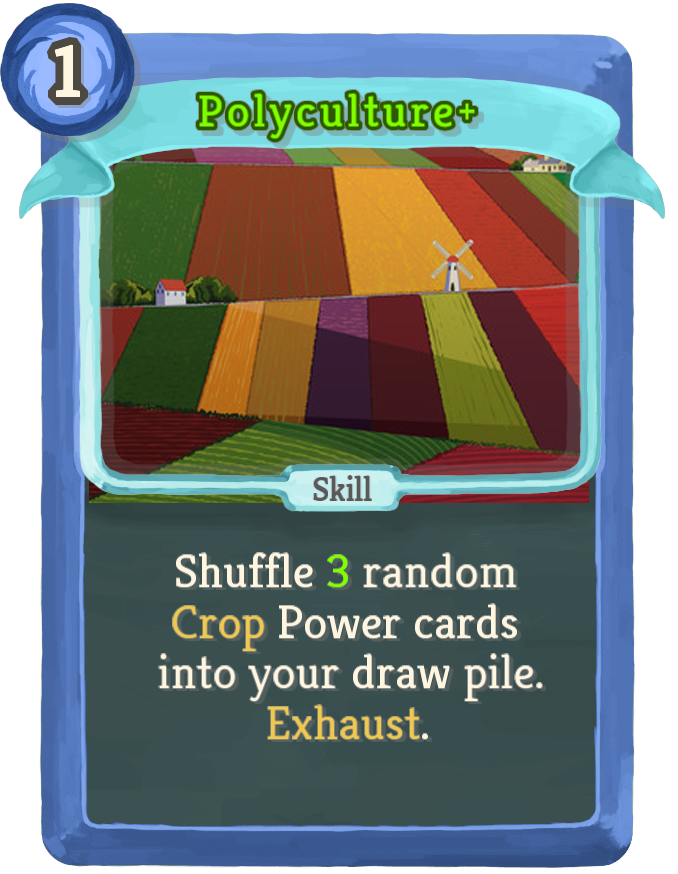 1
Polyculture+
Skill
Shuffle 3 random
Crop Power cards
into your draw pile.
Exhaust.